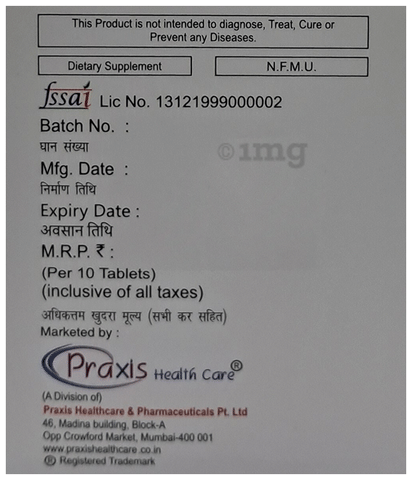 This Product is not intended to diagnose, Treat, Cure or
Prevent any Diseases.
Dietary Supplement
N.F.M.U.
fssai Lic No. 13121999000002
Batch No. :
घान संख्या
©1mg
Mfg. Date :
निर्माण तिथि
Expiry Date :
अवसान तिथि
M.R.P. ₹ :
(Per 10 Tablets)
(inclusive of all taxes)
अधिकत्तम खुदरा मूल्य (सभी कर सहित)
Marketed by :
Praxis Health Care®
(A Division of)
Praxis Healthcare & Pharmaceuticals Pt. Ltd
46, Madina building, Block-A
Opp Crowford Market, Mumbai-400 001
www.praxishealthcare.co.in
® Registered Trademark